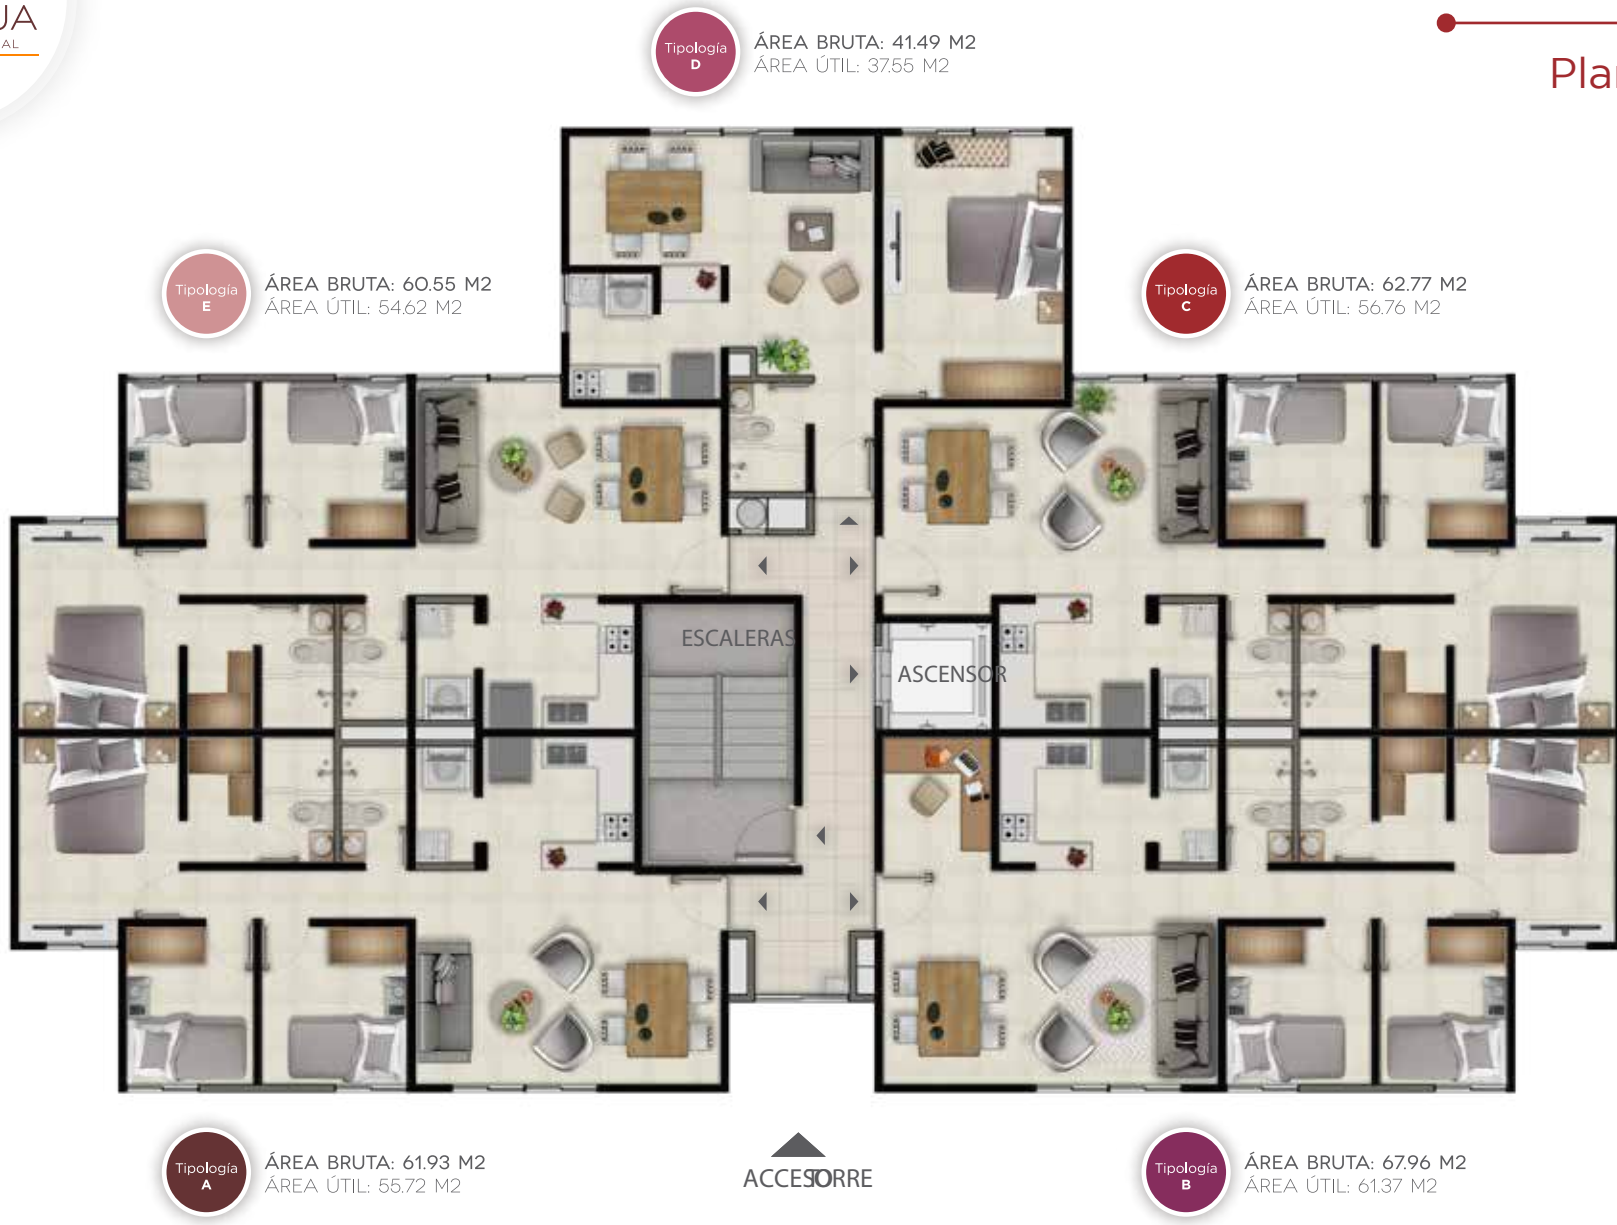 Tipología
D
ÁREA BRUTA: 41.49 M2
ÁREA ÚTIL: 37.55 M2
Tipología
E
ÁREA BRUTA: 60.55 M2
ÁREA ÚTIL: 54.62 M2
Tipología
C
ÁREA BRUTA: 62.77 M2
ÁREA ÚTIL: 56.76 M2
ESCALERAS
ASCENSOR
Tipología
A
ÁREA BRUTA: 61.93 M2
ÁREA ÚTIL: 55.72 M2
ACCESO TORRE
Tipología
B
ÁREA BRUTA: 67.96 M2
ÁREA ÚTIL: 61.37 M2